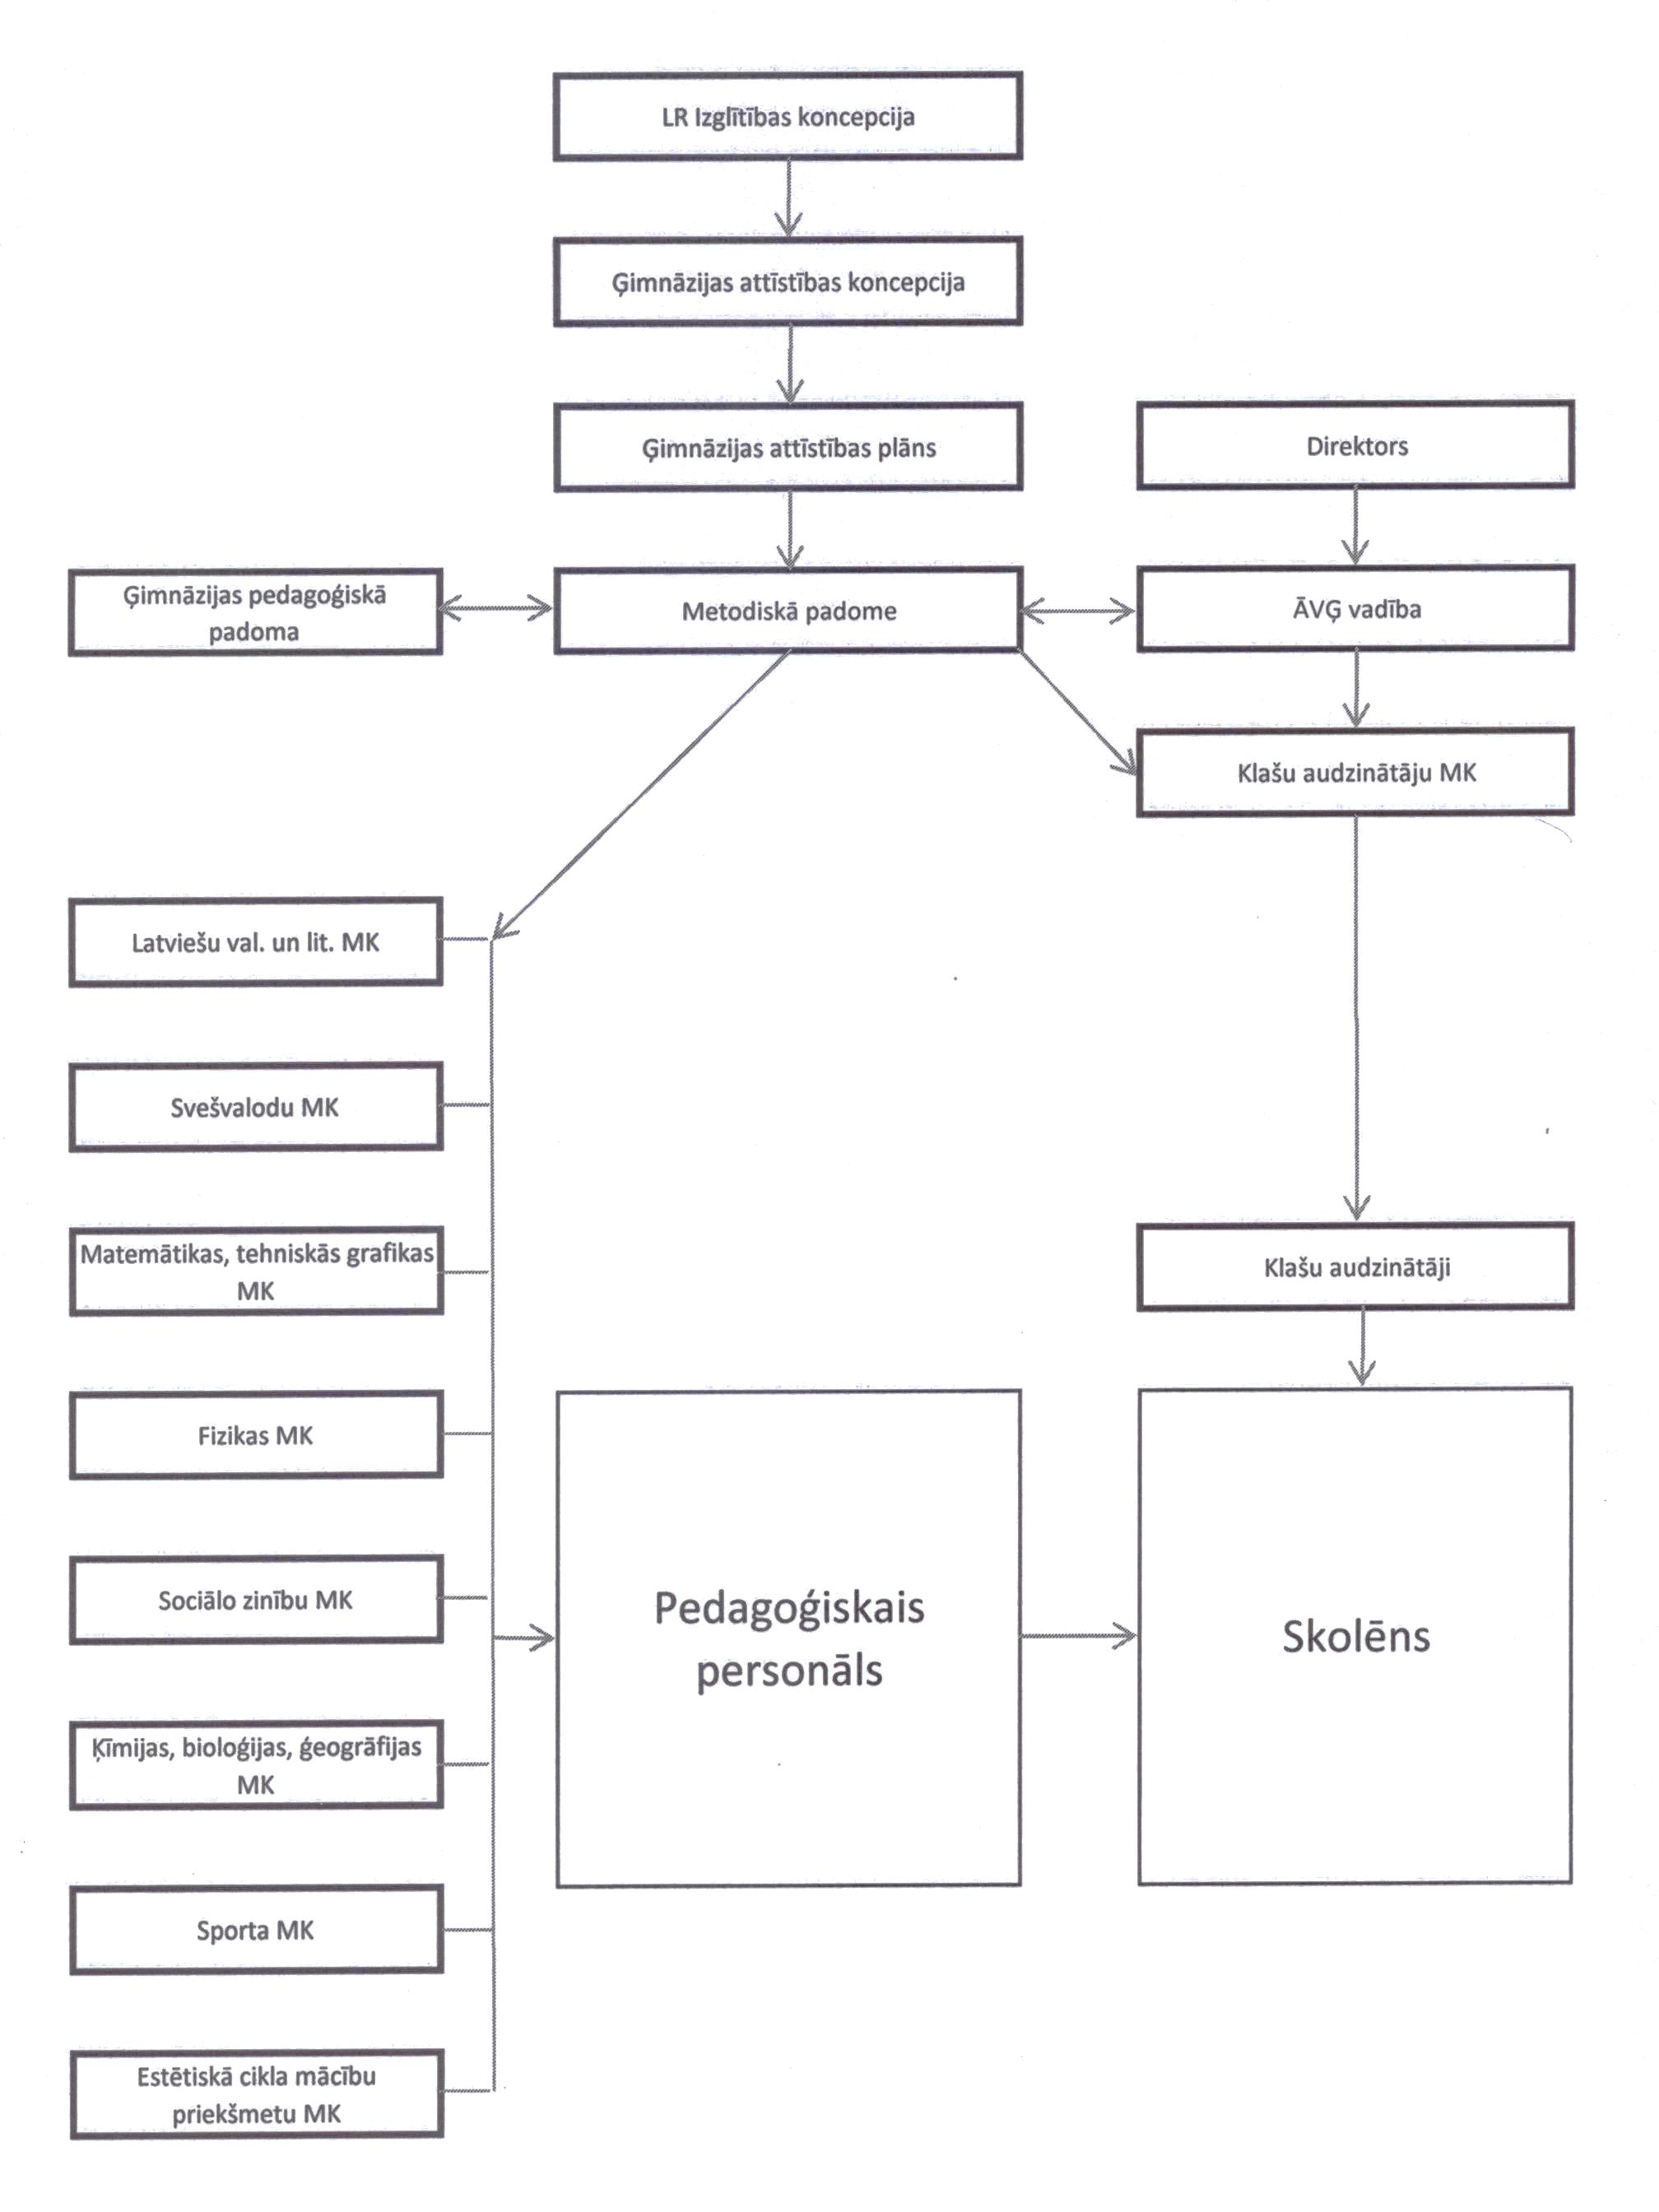 LR Izglītības koncepcija
Ģimnāzijas attīstības koncepcija
Ģimnāzijas attīstības plāns
Direktors
Ģimnāzijas pedagoģiskā
padoma
Metodiskā padome
ĀVĢ vadība
Klašu audzinātāju MK
Latviešu val. un lit. MK
Svešvalodu MK
Matemātikas, tehniskās grafikas
MK
Klašu audzinātāji
Fizikas MK
Sociālo zinību MK
Pedagoģiskais
personāls
Skolēns
Ķīmijas, bioloģijas, ģeogrāfijas
MK
Sporta MK
Estētiskā cikla mācību
priekšmetu MK